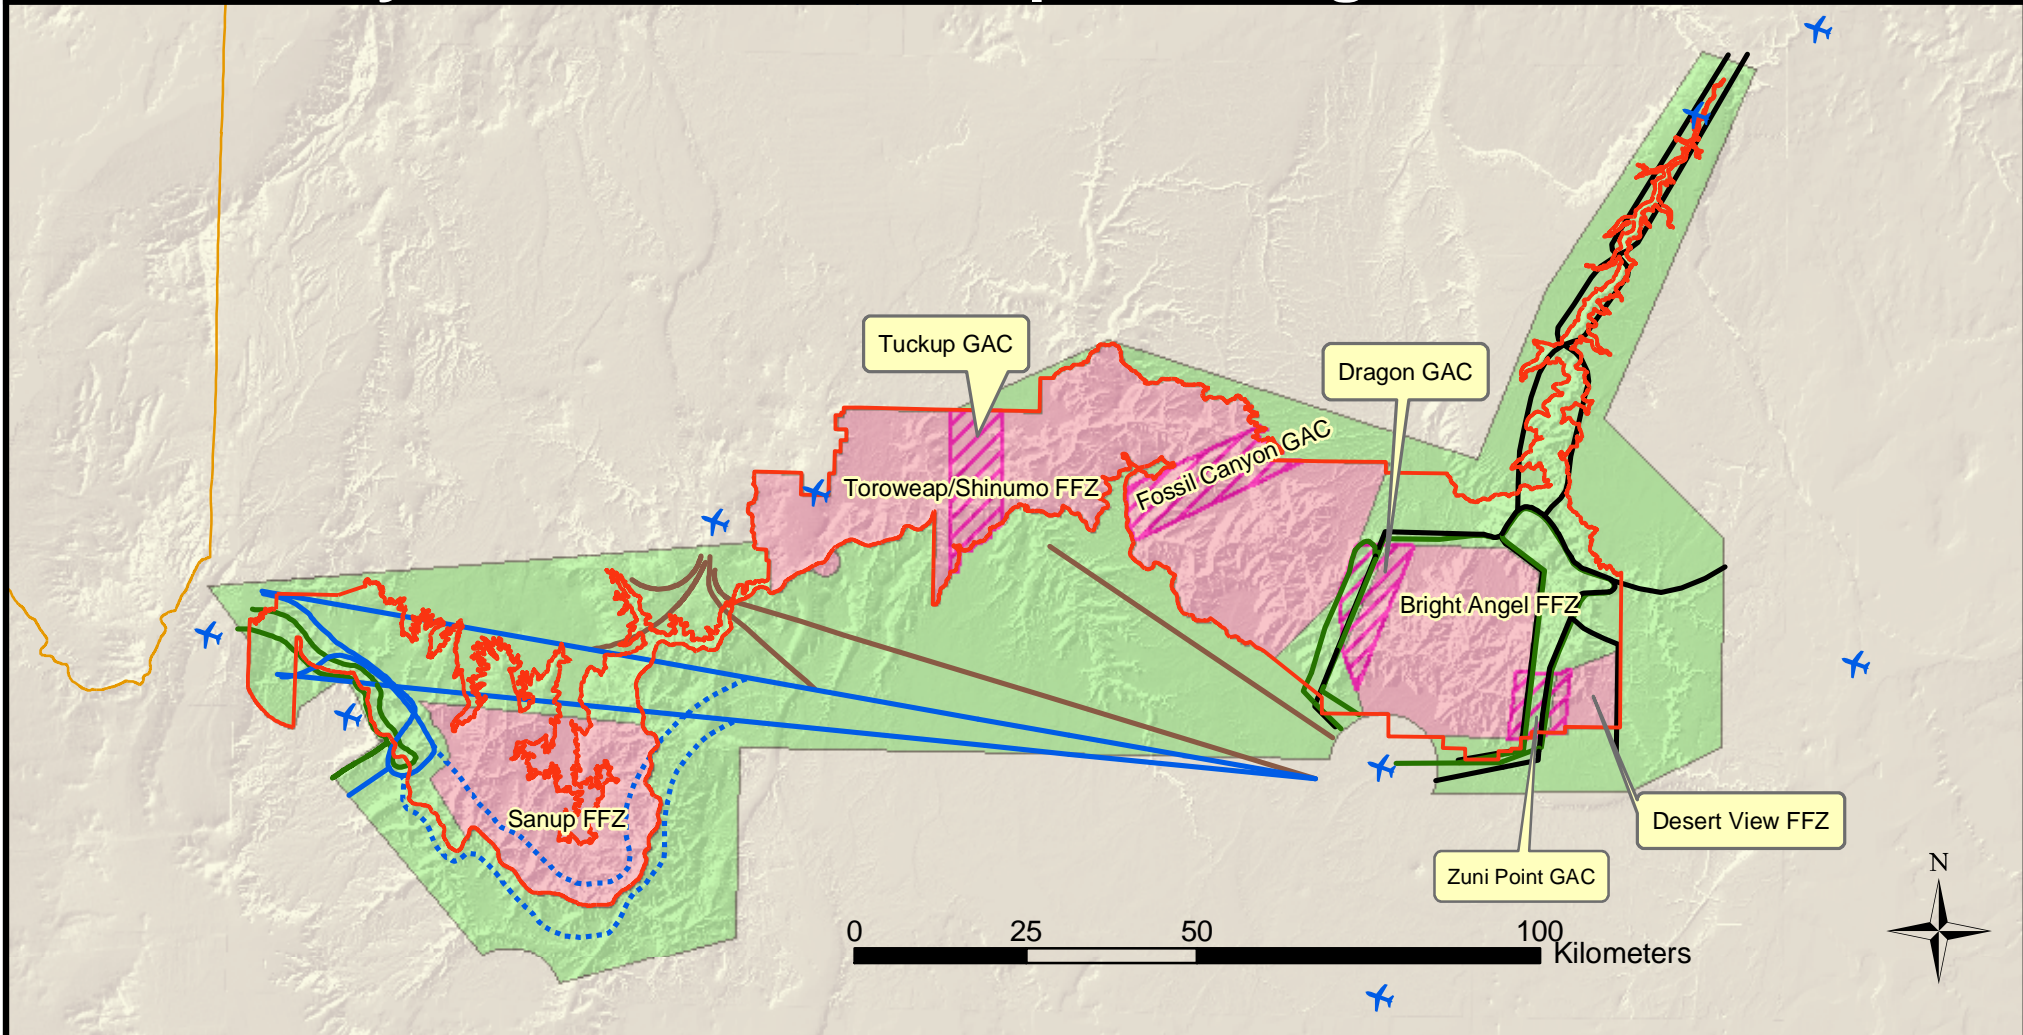 Tuckup GAC
Dragon GAC
Fossil Canyon GAC
Toroweap/Shinumo FFZ
Bright Angel FFZ
Sanup FFZ
Desert View FFZ
Zuni Point GAC
N
0 25 50 100
Kilometers